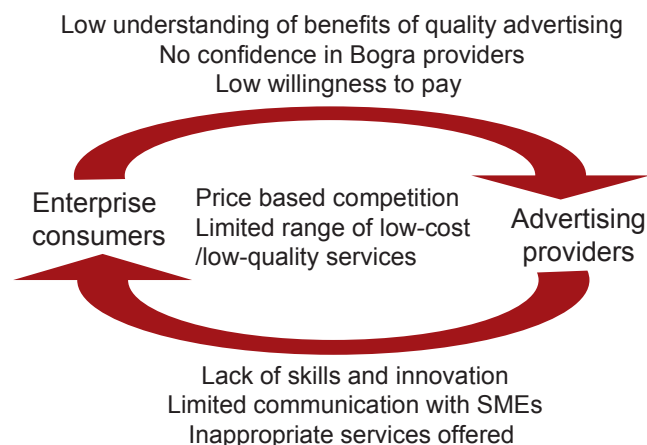 Low understanding of benefits of quality advertising
No confidence in Bogra providers
Low willingness to pay
Enterprise
consumers
Price based competition
Limited range of low-cost
/low-quality services
Advertising
providers
Lack of skills and innovation
Limited communication with SMEs
Inappropriate services offered